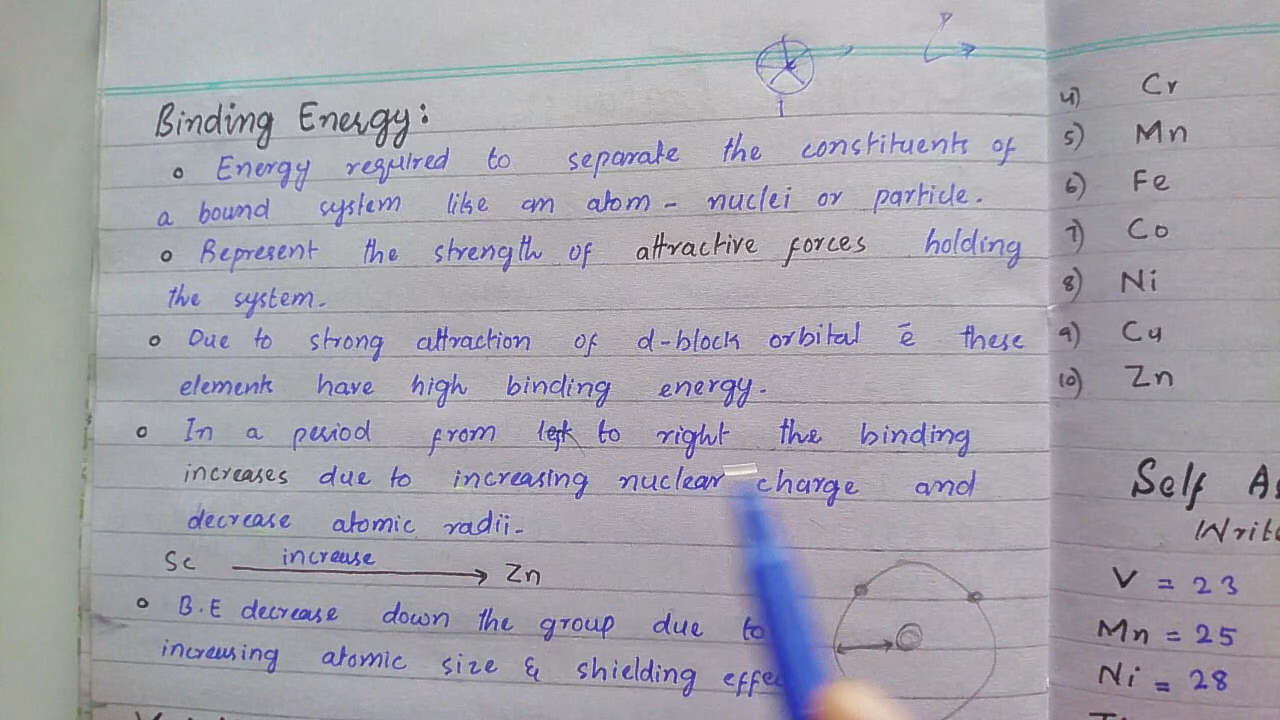 Binding Energy:
∘ Energy required to separate the constituents of
a bound system like an atom - nuclei or particle.
∘ Represent the strength of attractive forces holding
the system.
∘ Due to strong attraction of d-block orbital ē these
elements have high binding energy.
∘ In a period from left to right the binding
increases due to increasing nuclear charge and
decrease atomic radii.
Sc increase → Zn
∘ B.E decrease down the group due to
increasing atomic size & shielding
4) Cr
5) Mn
6) Fe
7) Co
8) Ni
9) Cu
10) Zn
Self
V = 23
Mn = 25
Ni = 28